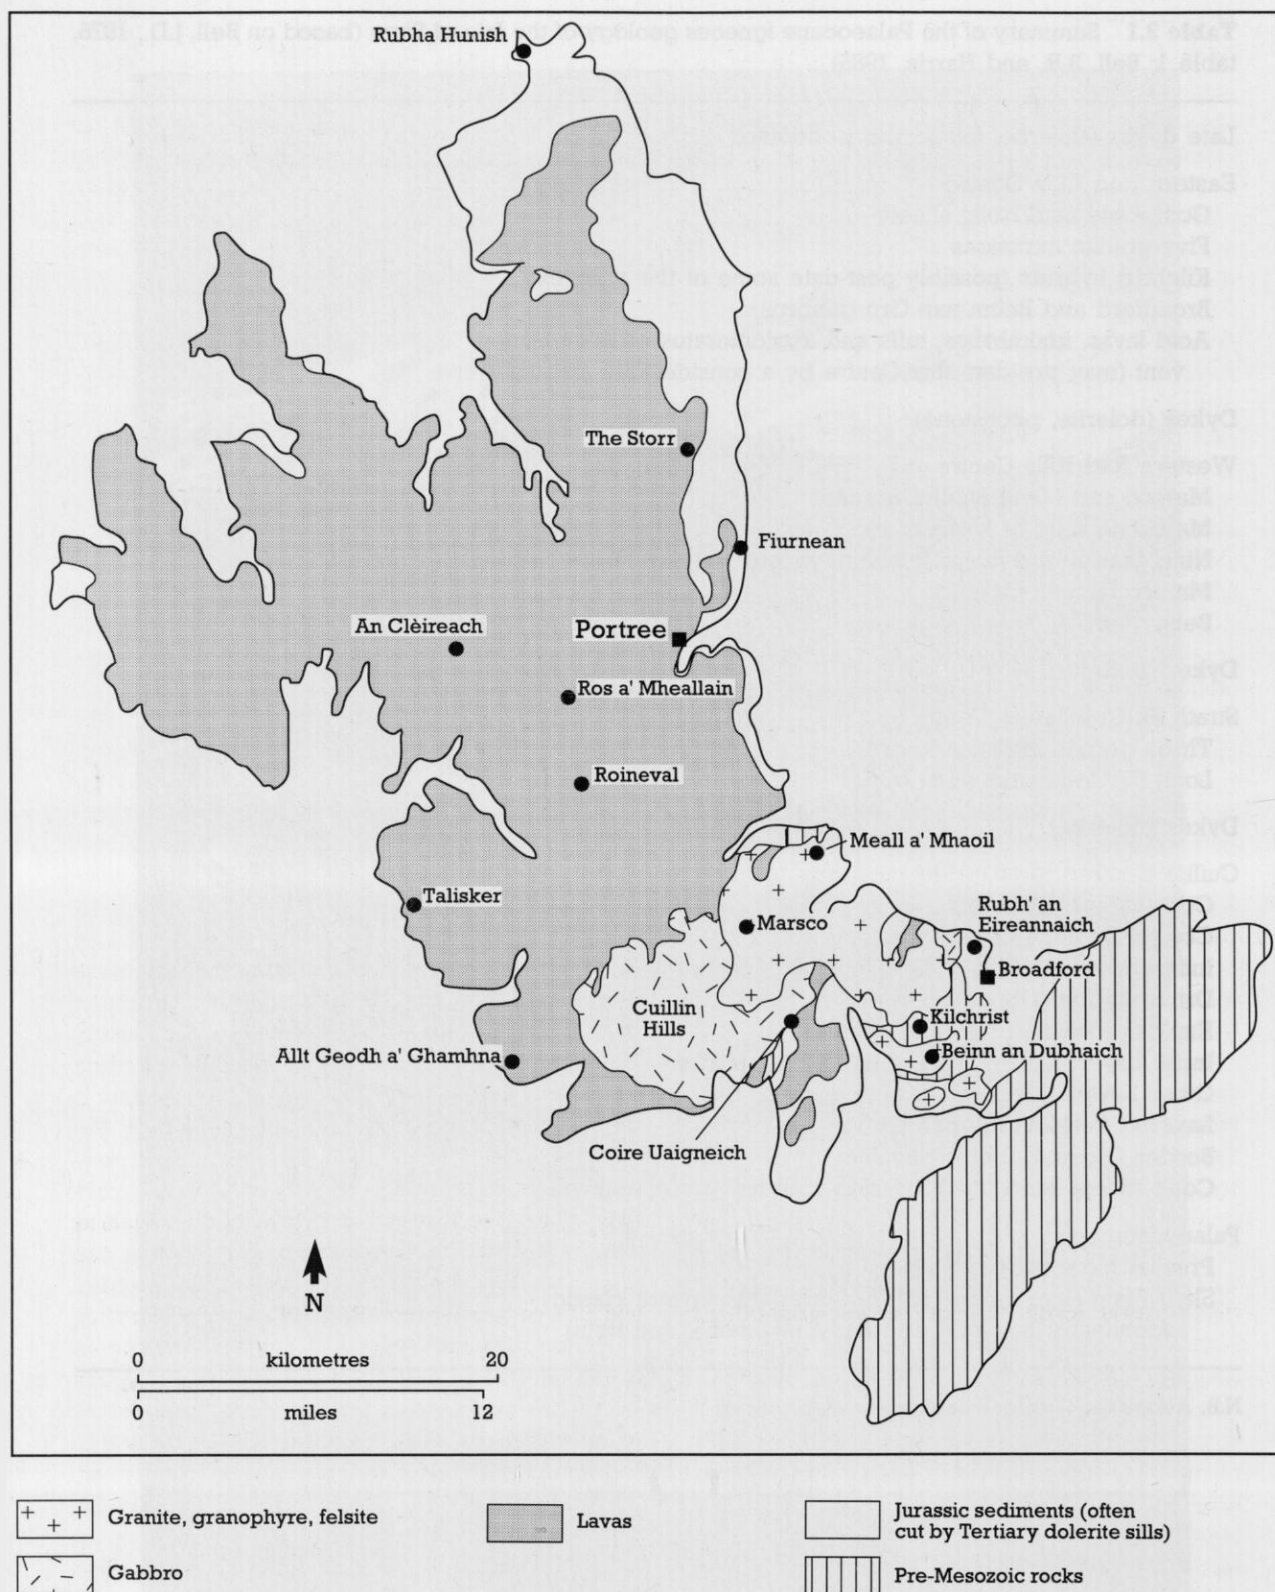 Rubha Hunish
The Storr
Fiurnean
An Clèireach
Portree
Ros a' Mheallain
Roineval
Meall a' Mhaoil
Talisker
Marsco
Rubh' an
Eireannaich
Broadford
Cuillin
Hills
Kilchrist
Allt Geodh a' Ghamhna
Beinn an Dubhaich
Coire Uaigneich
N
0 kilometres 20
0 miles 12
Granite, granophyre, felsite
Lavas
Jurassic sediments (often
cut by Tertiary dolerite sills)
Gabbro
Pre-Mesozoic rocks